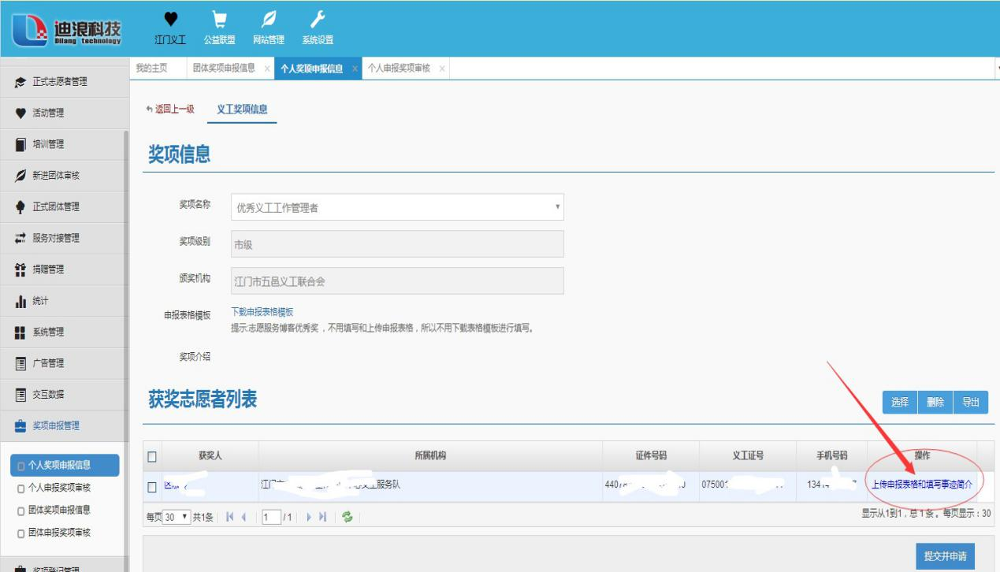 迪浪科技
Dilang technology
江门义工 公益联盟 网站管理 系统设置
我的主页 团体奖项申报信息 × 个人奖项申报信息 × 个人申报奖项审核 ×
正式志愿者管理
活动管理
培训管理
新进团体审核
正式团体管理
服务对接管理
捐赠管理
统计
系统管理
广告管理
交互数据
奖项申报管理
个人奖项申报信息
个人申报奖项审核
团体奖项申报信息
团体申报奖项审核
奖项登记管理
返回上一级 义工奖项信息
奖项信息
奖项名称 优秀义工工作管理者
奖项级别 市级
颁奖机构 江门市五邑义工联合会
申报表格模板 下载申报表格模板
提示:志愿服务博客优秀奖，不用填写和上传申报表格，所以不用下载表格模板进行填写。
奖项介绍
获奖志愿者列表 选择 删除 导出
获奖人 所属机构 证件号码 义工证号 手机号码 操作
区 江门 义工服务队 4407 075001 1341 7 上传申报表格和填写事迹简介
每页 30 共1条 1 / 1 显示从1到1，总 1 条。每页显示：30
提交并申请